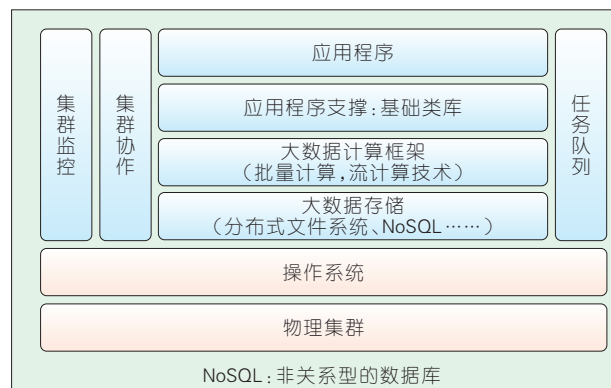 集群监控
集群协作
应用程序
应用程序支撑:基础类库
大数据计算框架
(批量计算,流计算技术)
大数据存储
(分布式文件系统、NoSQL……)
任务队列
操作系统
物理集群
NoSQL:非关系型的数据库